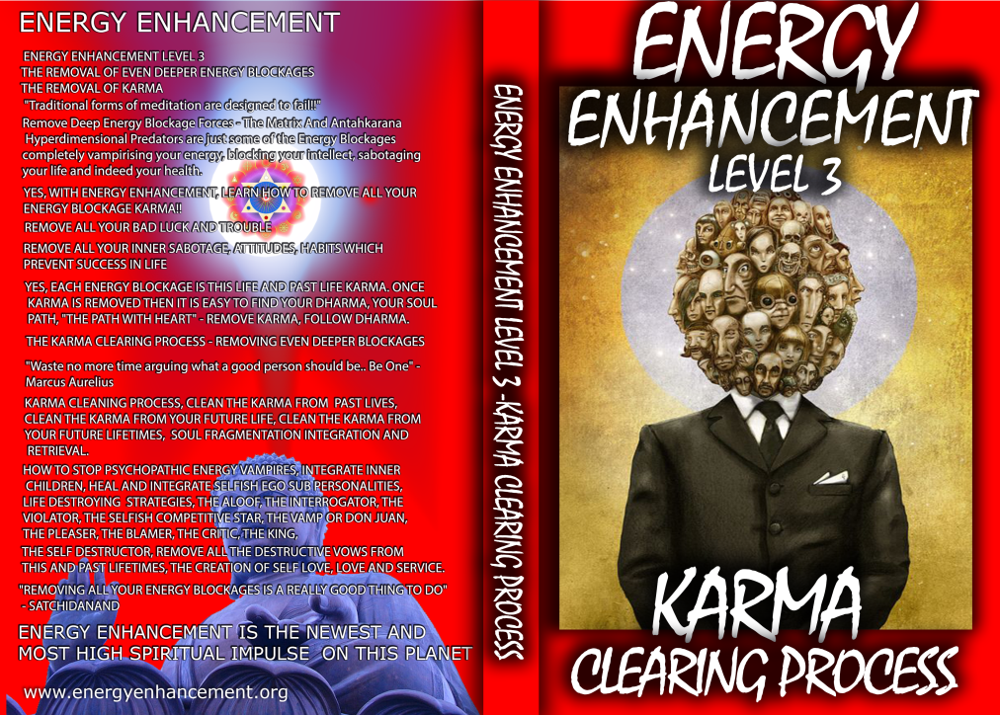 ENERGY ENHANCEMENT
ENERGY ENHANCEMENT LEVEL 3
THE REMOVAL OF EVEN DEEPER ENERGY BLOCKAGES
THE REMOVAL OF KARMA
"Traditional forms of meditation are designed to fail!!"
Remove Deep Energy Blockage Forces - The Matrix And Antahkarana
Hyperdimensional Predators are just some of the Energy Blockages
completely vampirising your energy, blocking your intellect, sabotaging
your life and indeed your health.
YES, WITH ENERGY ENHANCEMENT, LEARN HOW TO REMOVE ALL YOUR
ENERGY BLOCKAGE KARMA!!
REMOVE ALL YOUR BAD LUCK AND TROUBLE
REMOVE ALL YOUR INNER SABOTAGE, ATTITUDES, HABITS WHICH
PREVENT SUCCESS IN LIFE
YES, EACH ENERGY BLOCKAGE IS THIS LIFE AND PAST LIFE KARMA. ONCE
KARMA IS REMOVED THEN IT IS EASY TO FIND YOUR DHARMA, YOUR SOUL
PATH, "THE PATH WITH HEART" - REMOVE KARMA, FOLLOW DHARMA.
THE KARMA CLEARING PROCESS - REMOVING EVEN DEEPER BLOCKAGES
"Waste no more time arguing what a good person should be.. Be One" -
Marcus Aurelius
KARMA CLEANING PROCESS, CLEAN THE KARMA FROM PAST LIVES,
CLEAN THE KARMA FROM YOUR FUTURE LIFE, CLEAN THE KARMA FROM
YOUR FUTURE LIFETIMES, SOUL FRAGMENTATION INTEGRATION AND
RETRIEVAL.
HOW TO STOP PSYCHOPATHIC ENERGY VAMPIRES, INTEGRATE INNER
CHILDREN, HEAL AND INTEGRATE SELFISH EGO SUB PERSONALITIES,
LIFE DESTROYING STRATEGIES, THE ALOOF, THE INTERROGATOR, THE
VIOLATOR, THE SELFISH COMPETITIVE STAR, THE VAMP OR DON JUAN,
THE PLEASER, THE BLAMER, THE CRITIC, THE KING,
THE SELF DESTRUCTOR, REMOVE ALL THE DESTRUCTIVE VOWS FROM
THIS AND PAST LIFETIMES, THE CREATION OF SELF LOVE, LOVE AND SERVICE.
"REMOVING ALL YOUR ENERGY BLOCKAGES IS A REALLY GOOD THING TO DO"
- SATCHIDANAND
ENERGY ENHANCEMENT IS THE NEWEST AND
MOST HIGH SPIRITUAL IMPULSE ON THIS PLANET
www.energyenhancement.org
ENERGY ENHANCEMENT LEVEL 3 -KARMA CLEARING PROCESS
ENERGY
ENHANCEMENT
LEVEL 3
KARMA
CLEARING PROCESS